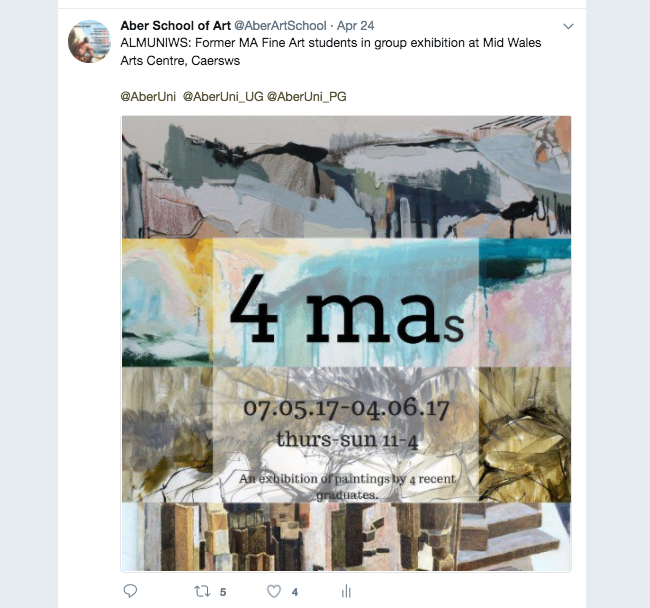 Aber School of Art @AberArtSchool · Apr 24
ALMUNIWS: Former MA Fine Art students in group exhibition at Mid Wales
Arts Centre, Caersws
@AberUni @AberUni_UG @AberUni_PG
4 mas
07.05.17-04.06.17
thurs-sun 11-4
An exhibition of paintings by 4 recent
graduates.
5 4